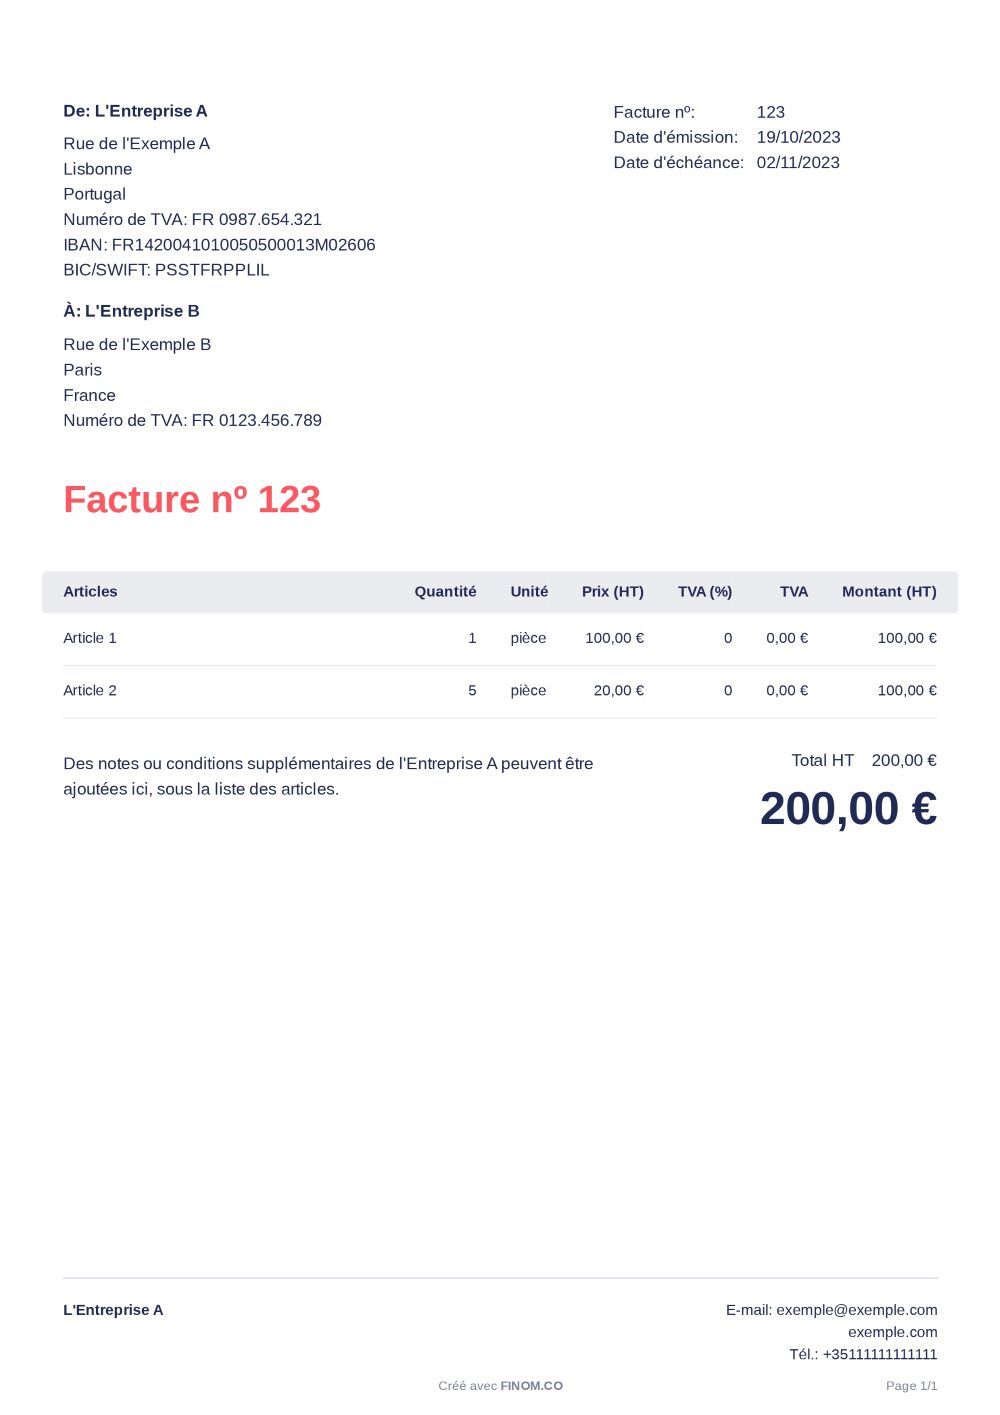 De: L'Entreprise A
Rue de l'Exemple A
Lisbonne
Portugal
Numéro de TVA: FR 0987.654.321
IBAN: FR1420041010050500013M02606
BIC/SWIFT: PSSTFRPPLIL
Facture nº: 123
Date d'émission: 19/10/2023
Date d'échéance: 02/11/2023
À: L'Entreprise B
Rue de l'Exemple B
Paris
France
Numéro de TVA: FR 0123.456.789
Facture nº 123
Articles Quantité Unité Prix (HT) TVA (%) TVA Montant (HT)
Article 1 1 pièce 100,00 € 0 0,00 € 100,00 €
Article 2 5 pièce 20,00 € 0 0,00 € 100,00 €
Des notes ou conditions supplémentaires de l'Entreprise A peuvent être
ajoutées ici, sous la liste des articles.
Total HT 200,00 €
200,00 €
L'Entreprise A
E-mail: exemple@exemple.com
exemple.com
Tél.: +35111111111111
Créé avec FINOM.CO
Page 1/1